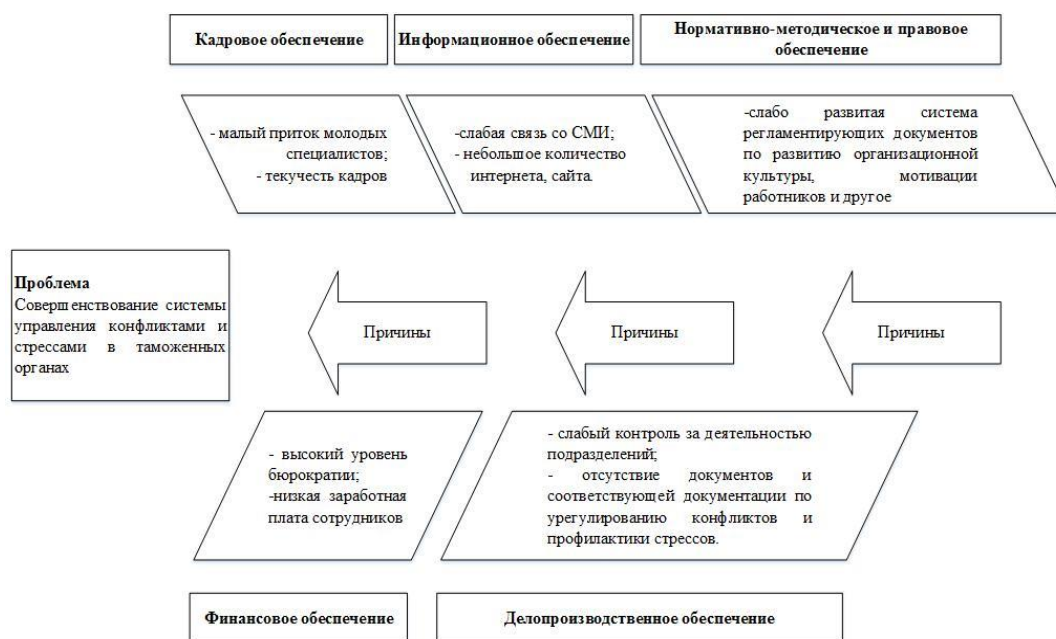 Кадровое обеспечение
Информационное обеспечение
Нормативно-методическое и правовое
обеспечение
- малый приток молодых
специалистов;
- текучесть кадров
-слабая связь со СМИ;
- небольшое количество
интернета, сайта.
-слабо развитая система
регламентирующих документов
по развитию организационной
культуры, мотивации
работников и другое
Проблема
Совершенствование системы
управления конфликтами и
стрессами в таможенных
органах
Причины
Причины
Причины
- высокий уровень
бюрократии;
-низкая заработная
плата сотрудников
- слабый контроль за деятельностью
подразделений;
- отсутствие документов и
соответствующей документации по
урегулированию конфликтов и
профилактики стрессов.
Финансовое обеспечение
Делопроизводственное обеспечение